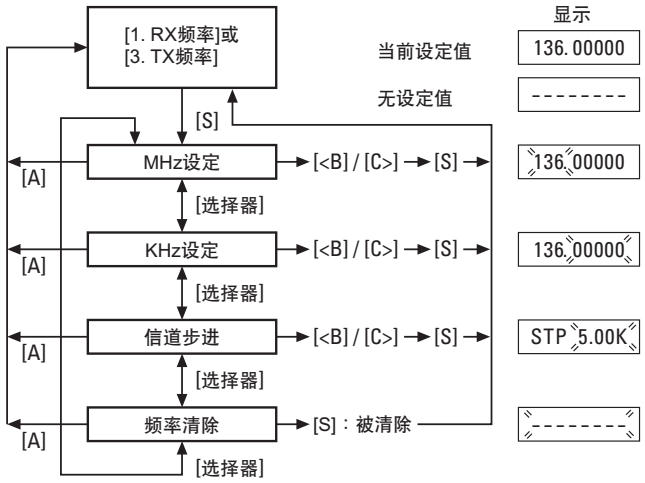 显示
[1. RX频率]或
[3. TX频率]
当前设定值 136.00000
无设定值 --------
[S]
MHz设定 [<B] / [C>] [S] 136.00000
[A] [选择器]
KHz设定 [<B] / [C>] [S] 136.00000
[A] [选择器]
信道步进 [<B] / [C>] [S] STP 5.00K
[A] [选择器]
频率清除 [S]：被清除 --------
[A] [选择器]